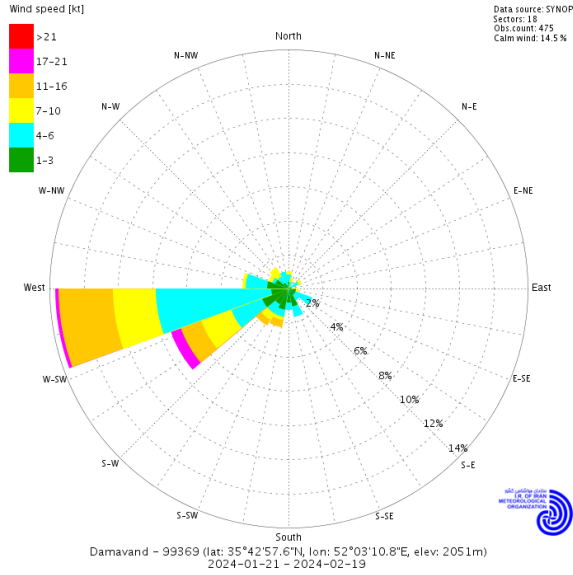 Wind speed [kt]
>21
17-21
11-16
7-10
4-6
1-3
Data source: SYNOP
Sectors: 18
Obs.count: 475
Calm wind: 14.5 %
North
N-NW
N-NE
N-W
N-E
W-NW
E-NE
West
East
2%
4%
6%
8%
10%
12%
14%
W-SW
E-SE
S-W
S-E
S-SW
S-SE
South
I.R. OF IRAN
METEOROLOGICAL
ORGANIZATION
Damavand - 99369 (lat: 35°42'57.6"N, lon: 52°03'10.8"E, elev: 2051m)
2024-01-21 - 2024-02-19